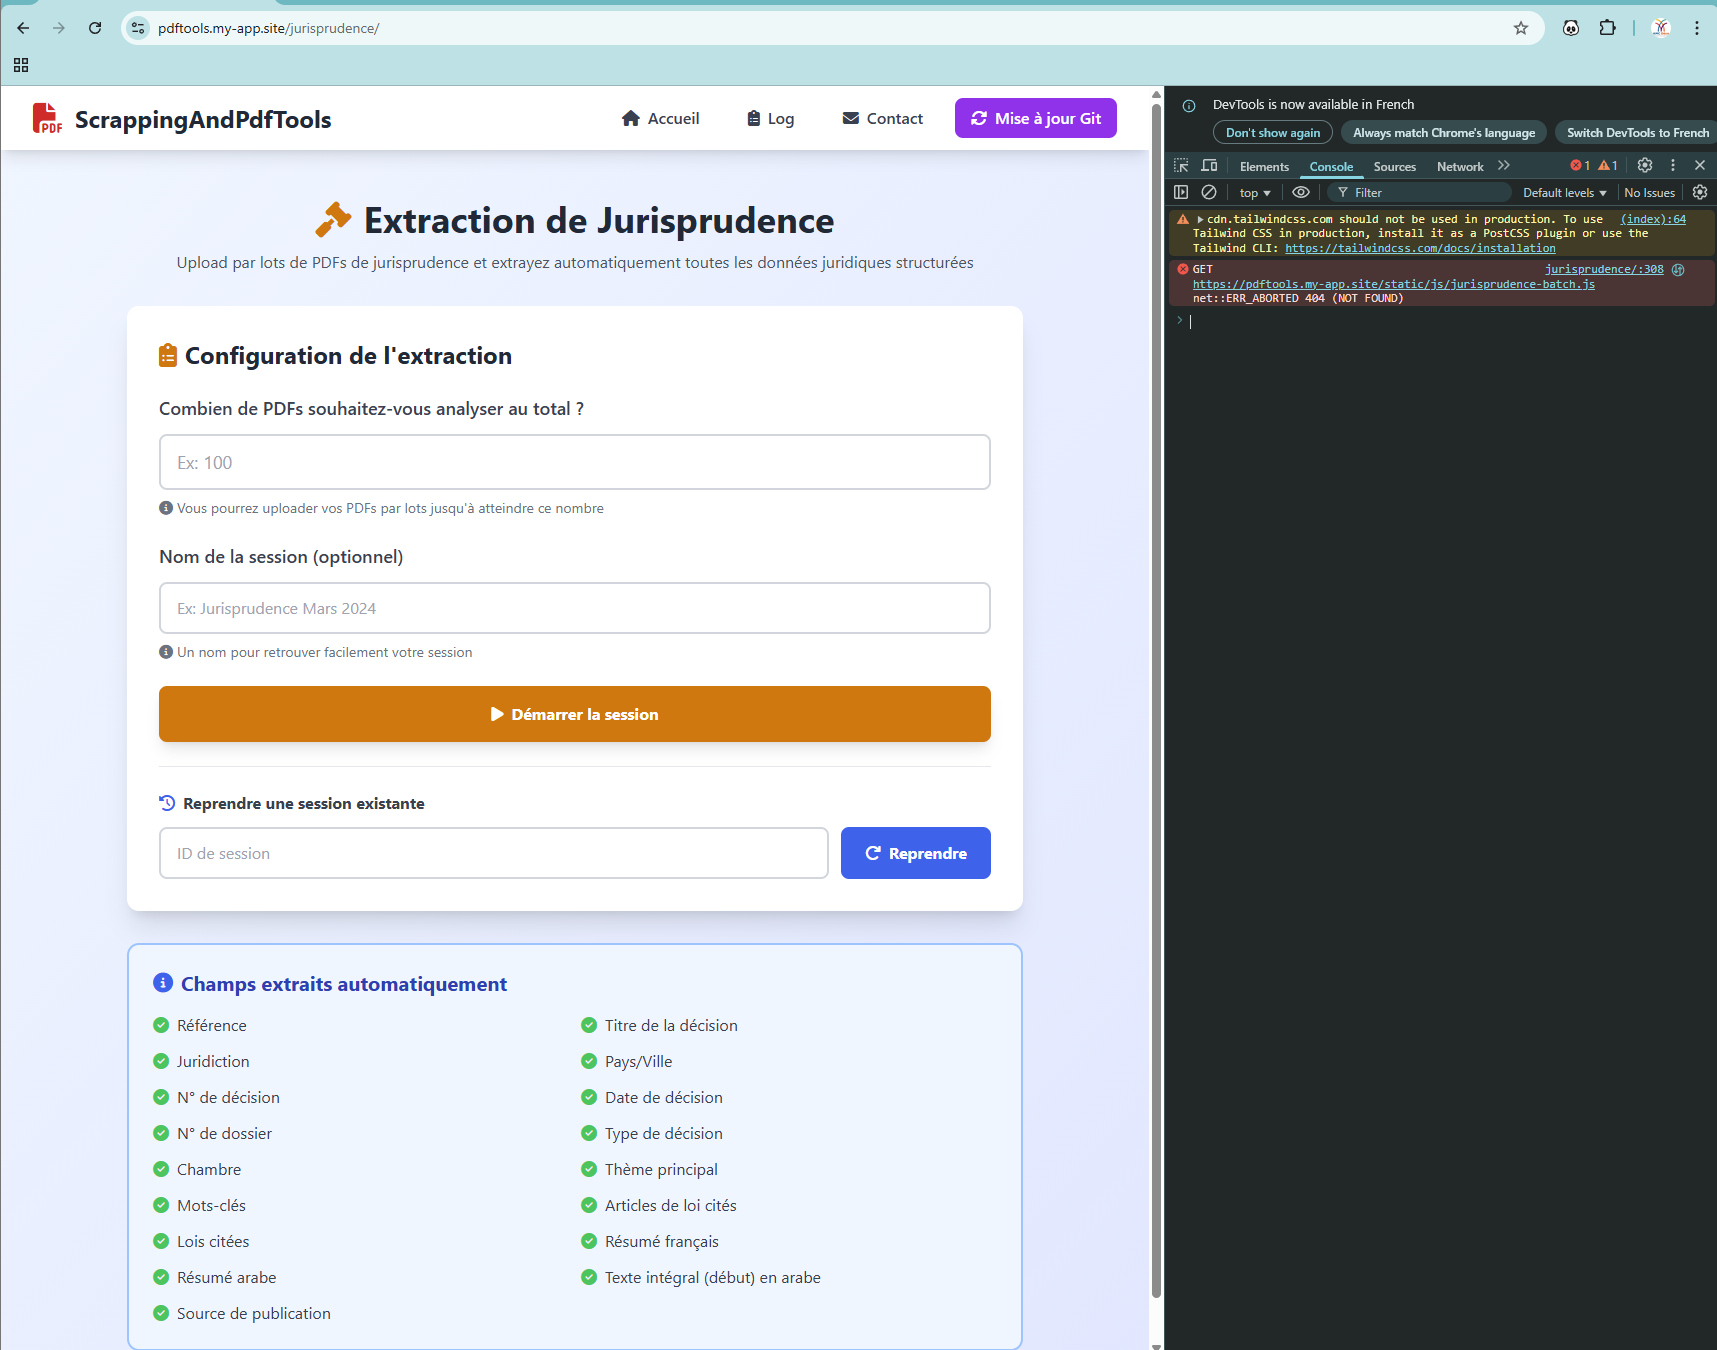 pdftools.my-app.site/jurisprudence/
PDF
ScrappingAndPdfTools
Accueil
Log
Contact
Mise à jour Git
Extraction de Jurisprudence
Upload par lots de PDFs de jurisprudence et extrayez automatiquement toutes les données juridiques structurées
Configuration de l'extraction
Combien de PDFs souhaitez-vous analyser au total ?
Ex: 100
Vous pourrez uploader vos PDFs par lots jusqu'à atteindre ce nombre
Nom de la session (optionnel)
Ex: Jurisprudence Mars 2024
Un nom pour retrouver facilement votre session
Démarrer la session
Reprendre une session existante
ID de session
Reprendre
Champs extraits automatiquement
Référence
Titre de la décision
Juridiction
Pays/Ville
N° de décision
Date de décision
N° de dossier
Type de décision
Chambre
Thème principal
Mots-clés
Articles de loi cités
Lois citées
Résumé français
Résumé arabe
Texte intégral (début) en arabe
Source de publication
DevTools is now available in French
Don't show again
Always match Chrome's language
Switch DevTools to French
Elements
Console
Sources
Network
1
1
top
Filter
Default levels
No Issues
cdn.tailwindcss.com should not be used in production. To use (index):64
Tailwind CSS in production, install it as a PostCSS plugin or use the
Tailwind CLI: https://tailwindcss.com/docs/installation
GET jurisprudence/:308
https://pdftools.my-app.site/static/js/jurisprudence-batch.js
net::ERR_ABORTED 404 (NOT FOUND)